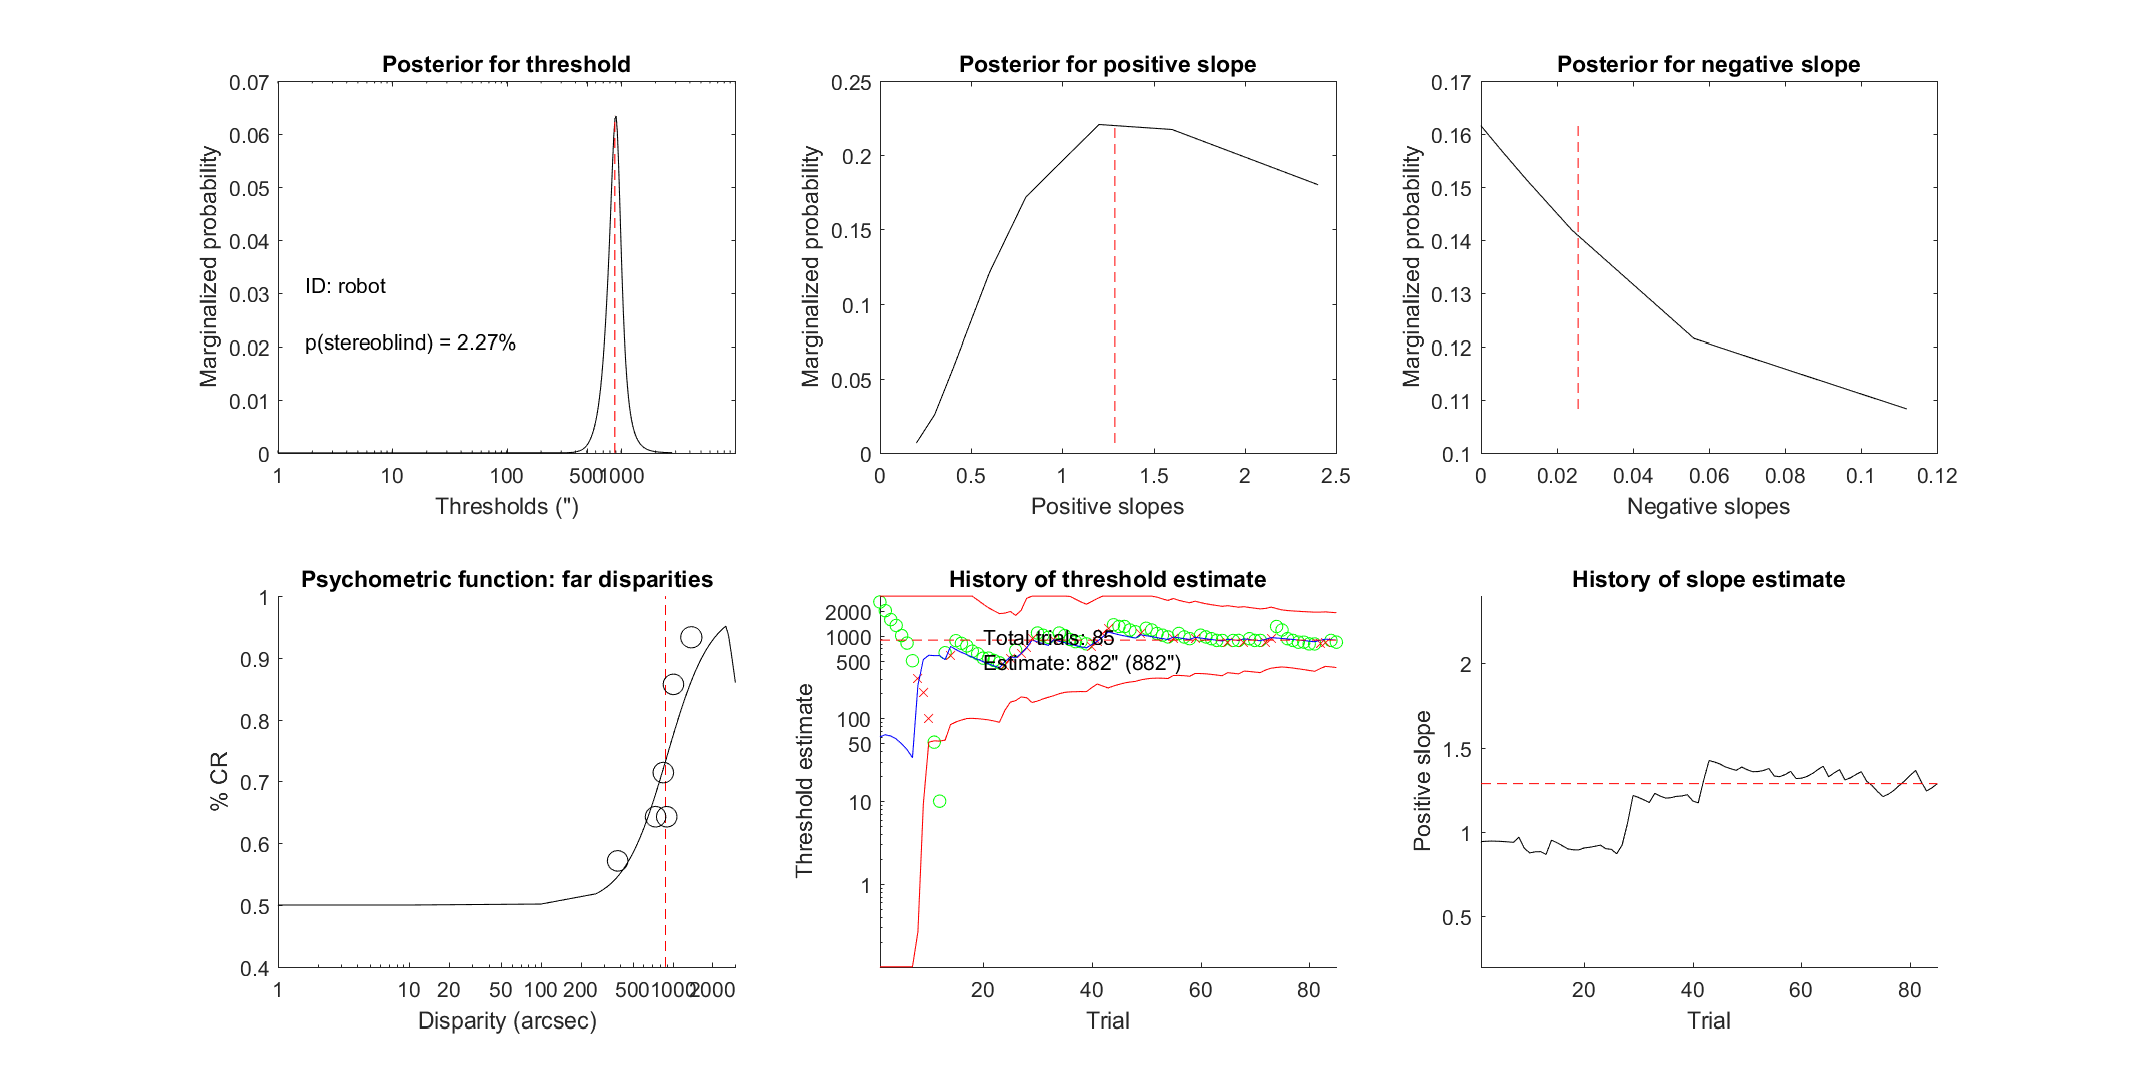 Posterior for threshold
0.07
0.06
0.05
0.04
0.03
0.02
0.01
0
Marginalized probability
ID: robot
p(stereoblind) = 2.27%
1 10 100 500 1000
Thresholds (")
Posterior for positive slope
0.25
0.2
0.15
0.1
0.05
0
Marginalized probability
0 0.5 1 1.5 2 2.5
Positive slopes
Posterior for negative slope
0.17
0.16
0.15
0.14
0.13
0.12
0.11
0.1
Marginalized probability
0 0.02 0.04 0.06 0.08 0.1 0.12
Negative slopes
Psychometric function: far disparities
1
0.9
0.8
0.7
0.6
0.5
0.4
% CR
1 10 20 50 100 200 500 1000 2000
Disparity (arcsec)
History of threshold estimate
2000
1000
500
100
50
10
1
Threshold estimate
Total trials: 85
Estimate: 882" (882")
20 40 60 80
Trial
History of slope estimate
2
1.5
1
0.5
Positive slope
20 40 60 80
Trial